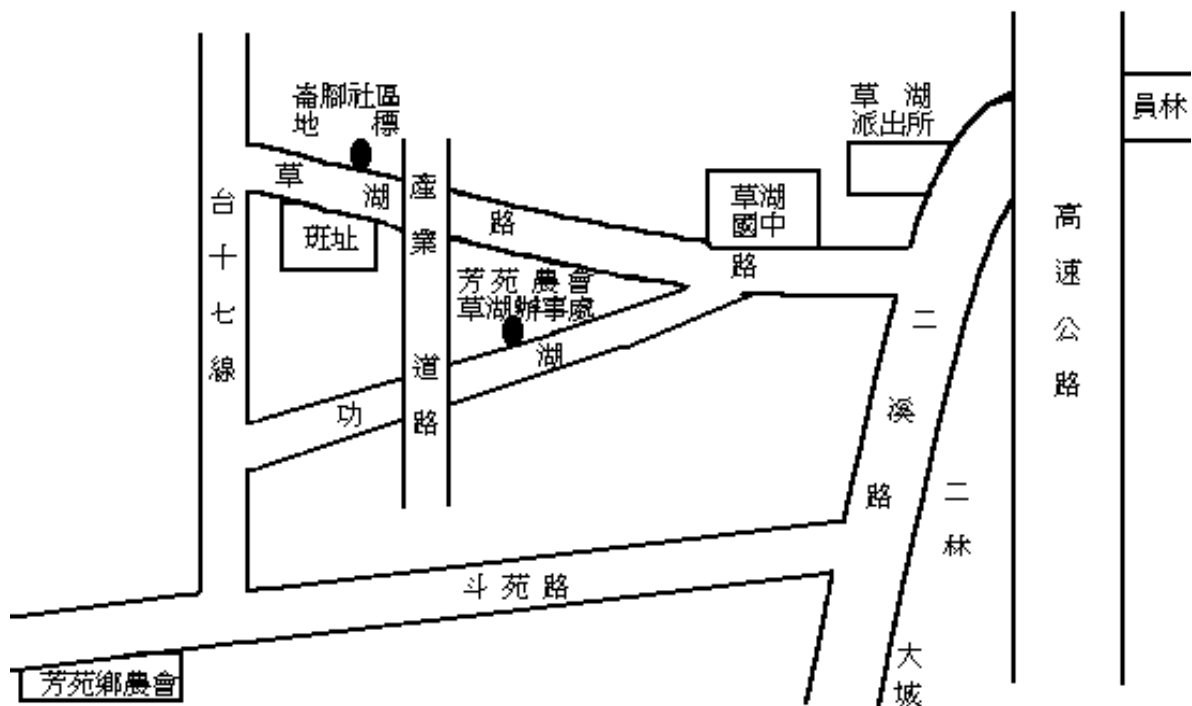 崙腳社區
地標
草湖
派出所
員林
草湖路
產業道路
台十七線
班址
草湖
國中
高速公路
芳苑農會
草湖辦事處
功湖路
二溪路
二林
斗苑路
大城
芳苑鄉農會